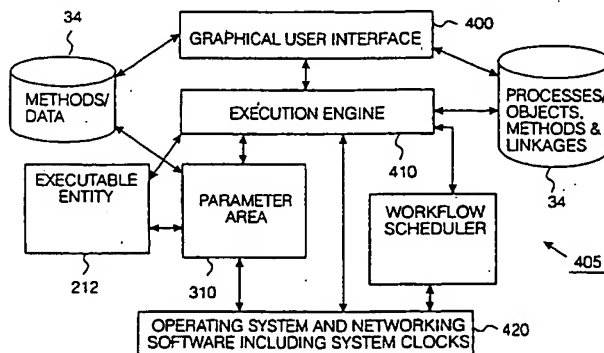 34
GRAPHICAL USER INTERFACE
400
METHODS/
DATA
EXECUTION ENGINE
410
PROCESSES/
OBJECTS,
METHODS &
LINKAGES
34
EXECUTABLE
ENTITY
212
PARAMETER
AREA
310
WORKFLOW
SCHEDULER
405
OPERATING SYSTEM AND NETWORKING
SOFTWARE INCLUDING SYSTEM CLOCKS
420